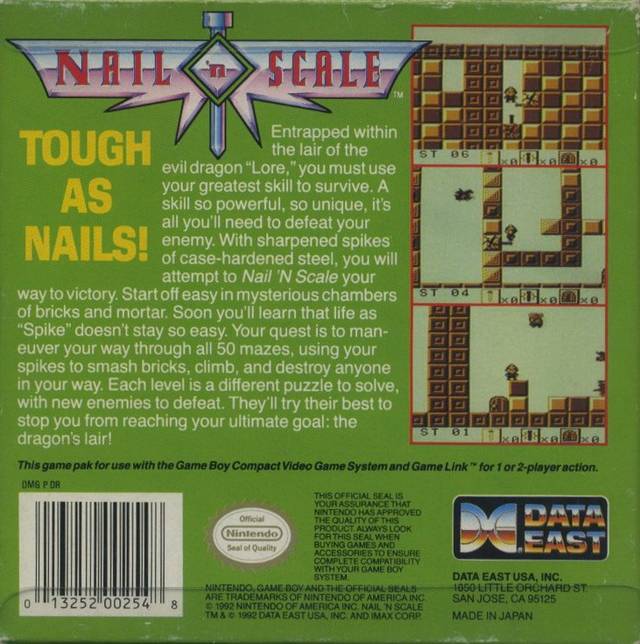 NAIL 'n SCALE
TM
TOUGH
AS
NAILS!
Entrapped within
the lair of the
evil dragon “Lore,” you must use
your greatest skill to survive. A
skill so powerful, so unique, it's
all you'll need to defeat your
enemy. With sharpened spikes
of case-hardened steel, you will
attempt to Nail 'N Scale your
way to victory. Start off easy in mysterious chambers
of bricks and mortar. Soon you'll learn that life as
“Spike” doesn't stay so easy. Your quest is to man-
euver your way through all 50 mazes, using your
spikes to smash bricks, climb, and destroy anyone
in your way. Each level is a different puzzle to solve,
with new enemies to defeat. They'll try their best to
stop you from reaching your ultimate goal: the
dragon's lair!
ST 06 x0 x0 x0
ST 04 x0 x0 x0
ST 01 x0 x0 x0
This game pak for use with the Game Boy Compact Video Game System and Game Link™ for 1 or 2-player action.
DMG P DR
0 13252 00254 8
Official
Nintendo
Seal of Quality
THIS OFFICIAL SEAL IS
YOUR ASSURANCE THAT
NINTENDO HAS APPROVED
THE QUALITY OF THIS
PRODUCT. ALWAYS LOOK
FOR THIS SEAL WHEN
BUYING GAMES AND
ACCESSORIES TO ENSURE
COMPLETE COMPATIBILITY
WITH YOUR GAME BOY
SYSTEM.
NINTENDO, GAME BOY AND THE OFFICIAL SEALS
ARE TRADEMARKS OF NINTENDO OF AMERICA INC.
© 1992 NINTENDO OF AMERICA INC. NAIL 'N SCALE
TM & © 1992 DATA EAST USA, INC. AND IMAX CORP.
DATA
EAST
DATA EAST USA, INC.
1850 LITTLE ORCHARD ST.
SAN JOSE, CA 95125
MADE IN JAPAN